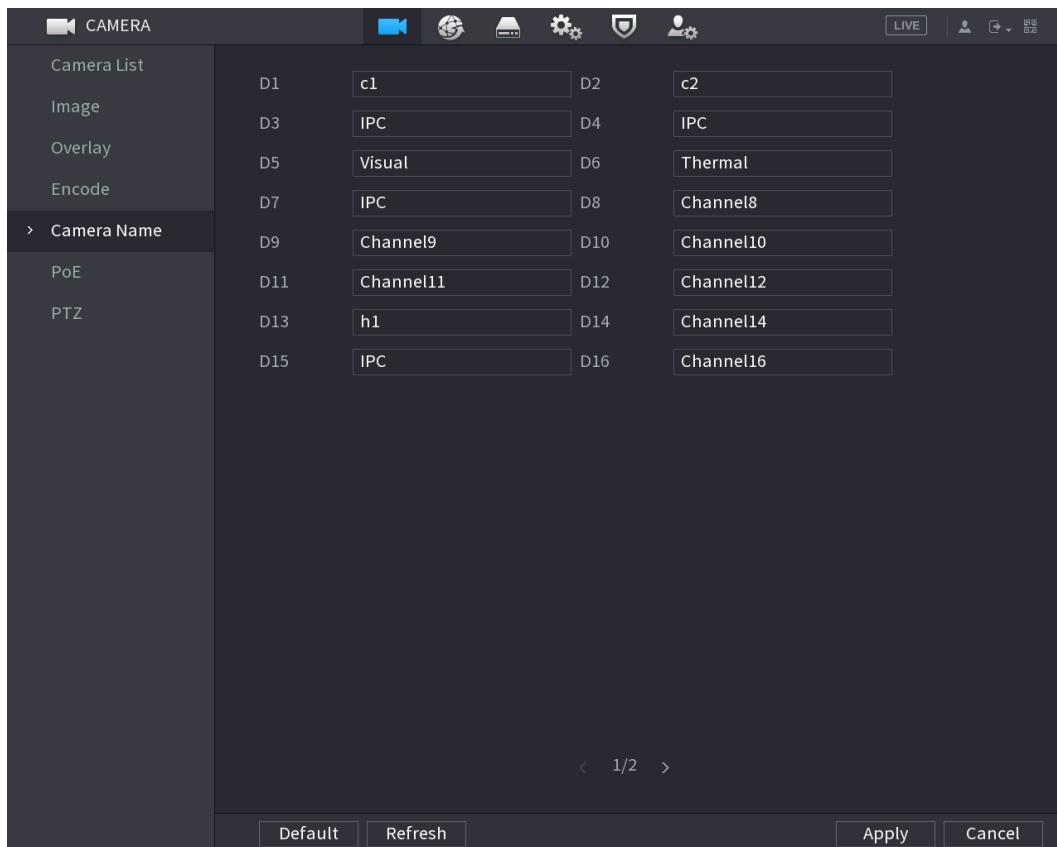 CAMERA LIVE
Camera List
Image
Overlay
Encode
> Camera Name
PoE
PTZ
D1 c1 D2 c2
D3 IPC D4 IPC
D5 Visual D6 Thermal
D7 IPC D8 Channel8
D9 Channel9 D10 Channel10
D11 Channel11 D12 Channel12
D13 h1 D14 Channel14
D15 IPC D16 Channel16
< 1/2 >
Default Refresh Apply Cancel